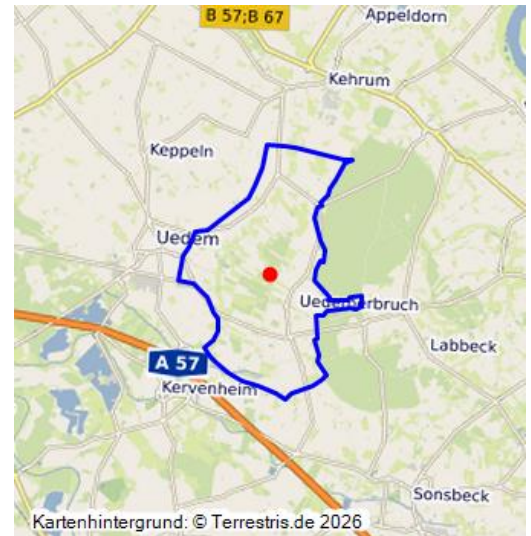 B 57;B 67
Appeldorn
Kehrum
Keppeln
Uedem
Uedemerbruch
Labbeck
A 57
Kervenheim
Sonsbeck
Kartenhintergrund: © Terrestris.de 2026